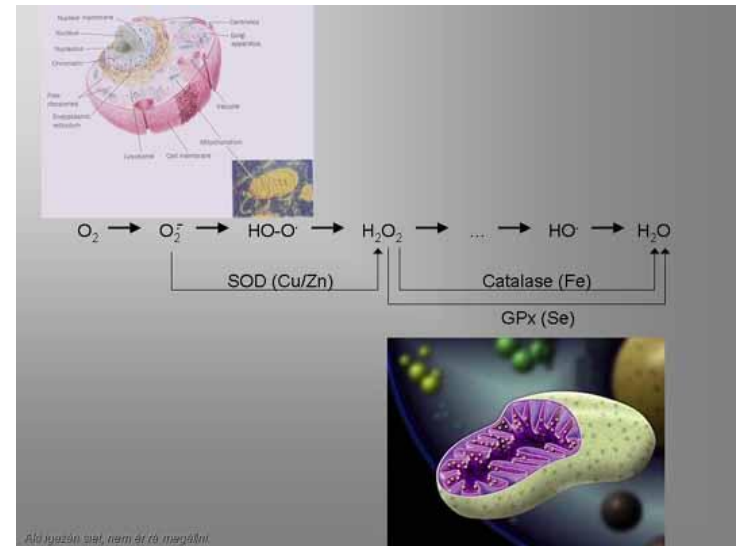 Nuclear membrane
Nucleus
Nucleolus
Chromatin
Free
ribosomes
Endoplasmic
reticulum
Lysosome
Cell membrane
Mitochondrion
Vacuole
Centrioles
Golgi
apparatus
O₂ → O₂⁻̇ → HO-O˙ → H₂O₂ → ... → HO˙ → H₂O
SOD (Cu/Zn)
Catalase (Fe)
GPx (Se)
Aki igazán siet, nem ér rá megállni.